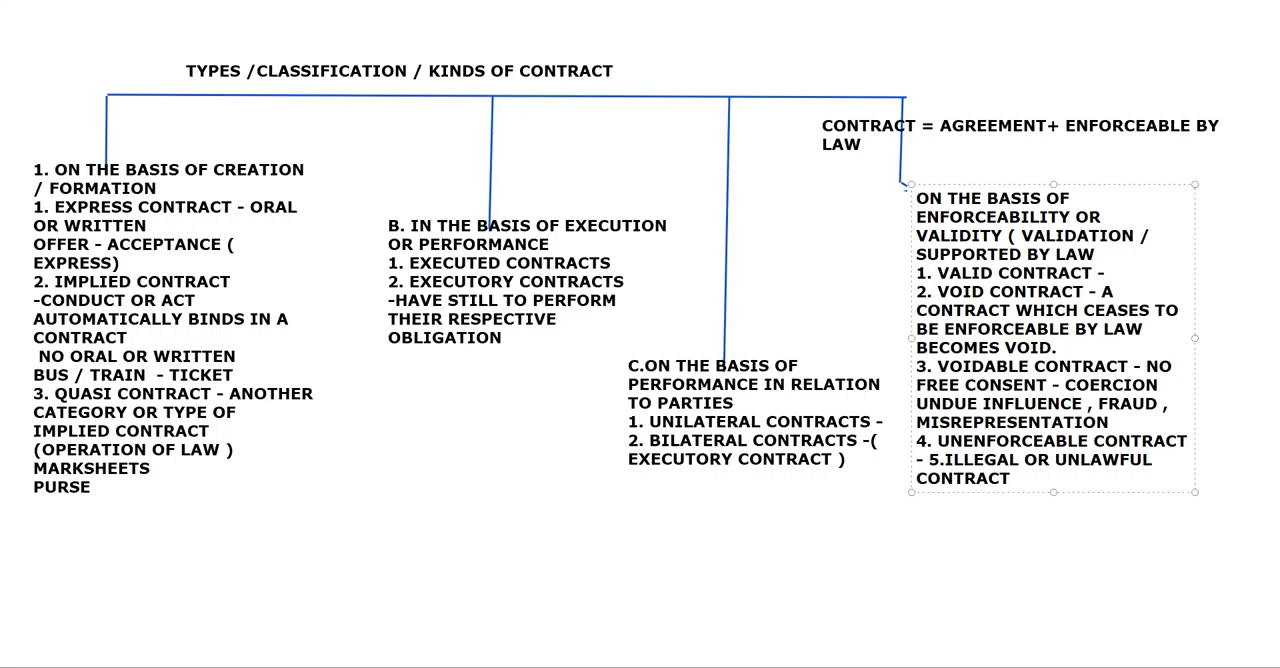 TYPES /CLASSIFICATION / KINDS OF CONTRACT
CONTRACT = AGREEMENT+ ENFORCEABLE BY
LAW
1. ON THE BASIS OF CREATION
/ FORMATION
1. EXPRESS CONTRACT - ORAL
OR WRITTEN
OFFER - ACCEPTANCE (
EXPRESS)
2. IMPLIED CONTRACT
-CONDUCT OR ACT
AUTOMATICALLY BINDS IN A
CONTRACT
NO ORAL OR WRITTEN
BUS / TRAIN  - TICKET
3. QUASI CONTRACT - ANOTHER
CATEGORY OR TYPE OF
IMPLIED CONTRACT
(OPERATION OF LAW )
MARKSHEETS
PURSE
B. IN THE BASIS OF EXECUTION
OR PERFORMANCE
1. EXECUTED CONTRACTS
2. EXECUTORY CONTRACTS
-HAVE STILL TO PERFORM
THEIR RESPECTIVE
OBLIGATION
C.ON THE BASIS OF
PERFORMANCE IN RELATION
TO PARTIES
1. UNILATERAL CONTRACTS -
2. BILATERAL CONTRACTS -(
EXECUTORY CONTRACT )
ON THE BASIS OF
ENFORCEABILITY OR
VALIDITY ( VALIDATION /
SUPPORTED BY LAW
1. VALID CONTRACT -
2. VOID CONTRACT - A
CONTRACT WHICH CEASES TO
BE ENFORCEABLE BY LAW
BECOMES VOID.
3. VOIDABLE CONTRACT - NO
FREE CONSENT - COERCION
UNDUE INFLUENCE , FRAUD ,
MISREPRESENTATION
4. UNENFORCEABLE CONTRACT
- 5.ILLEGAL OR UNLAWFUL
CONTRACT